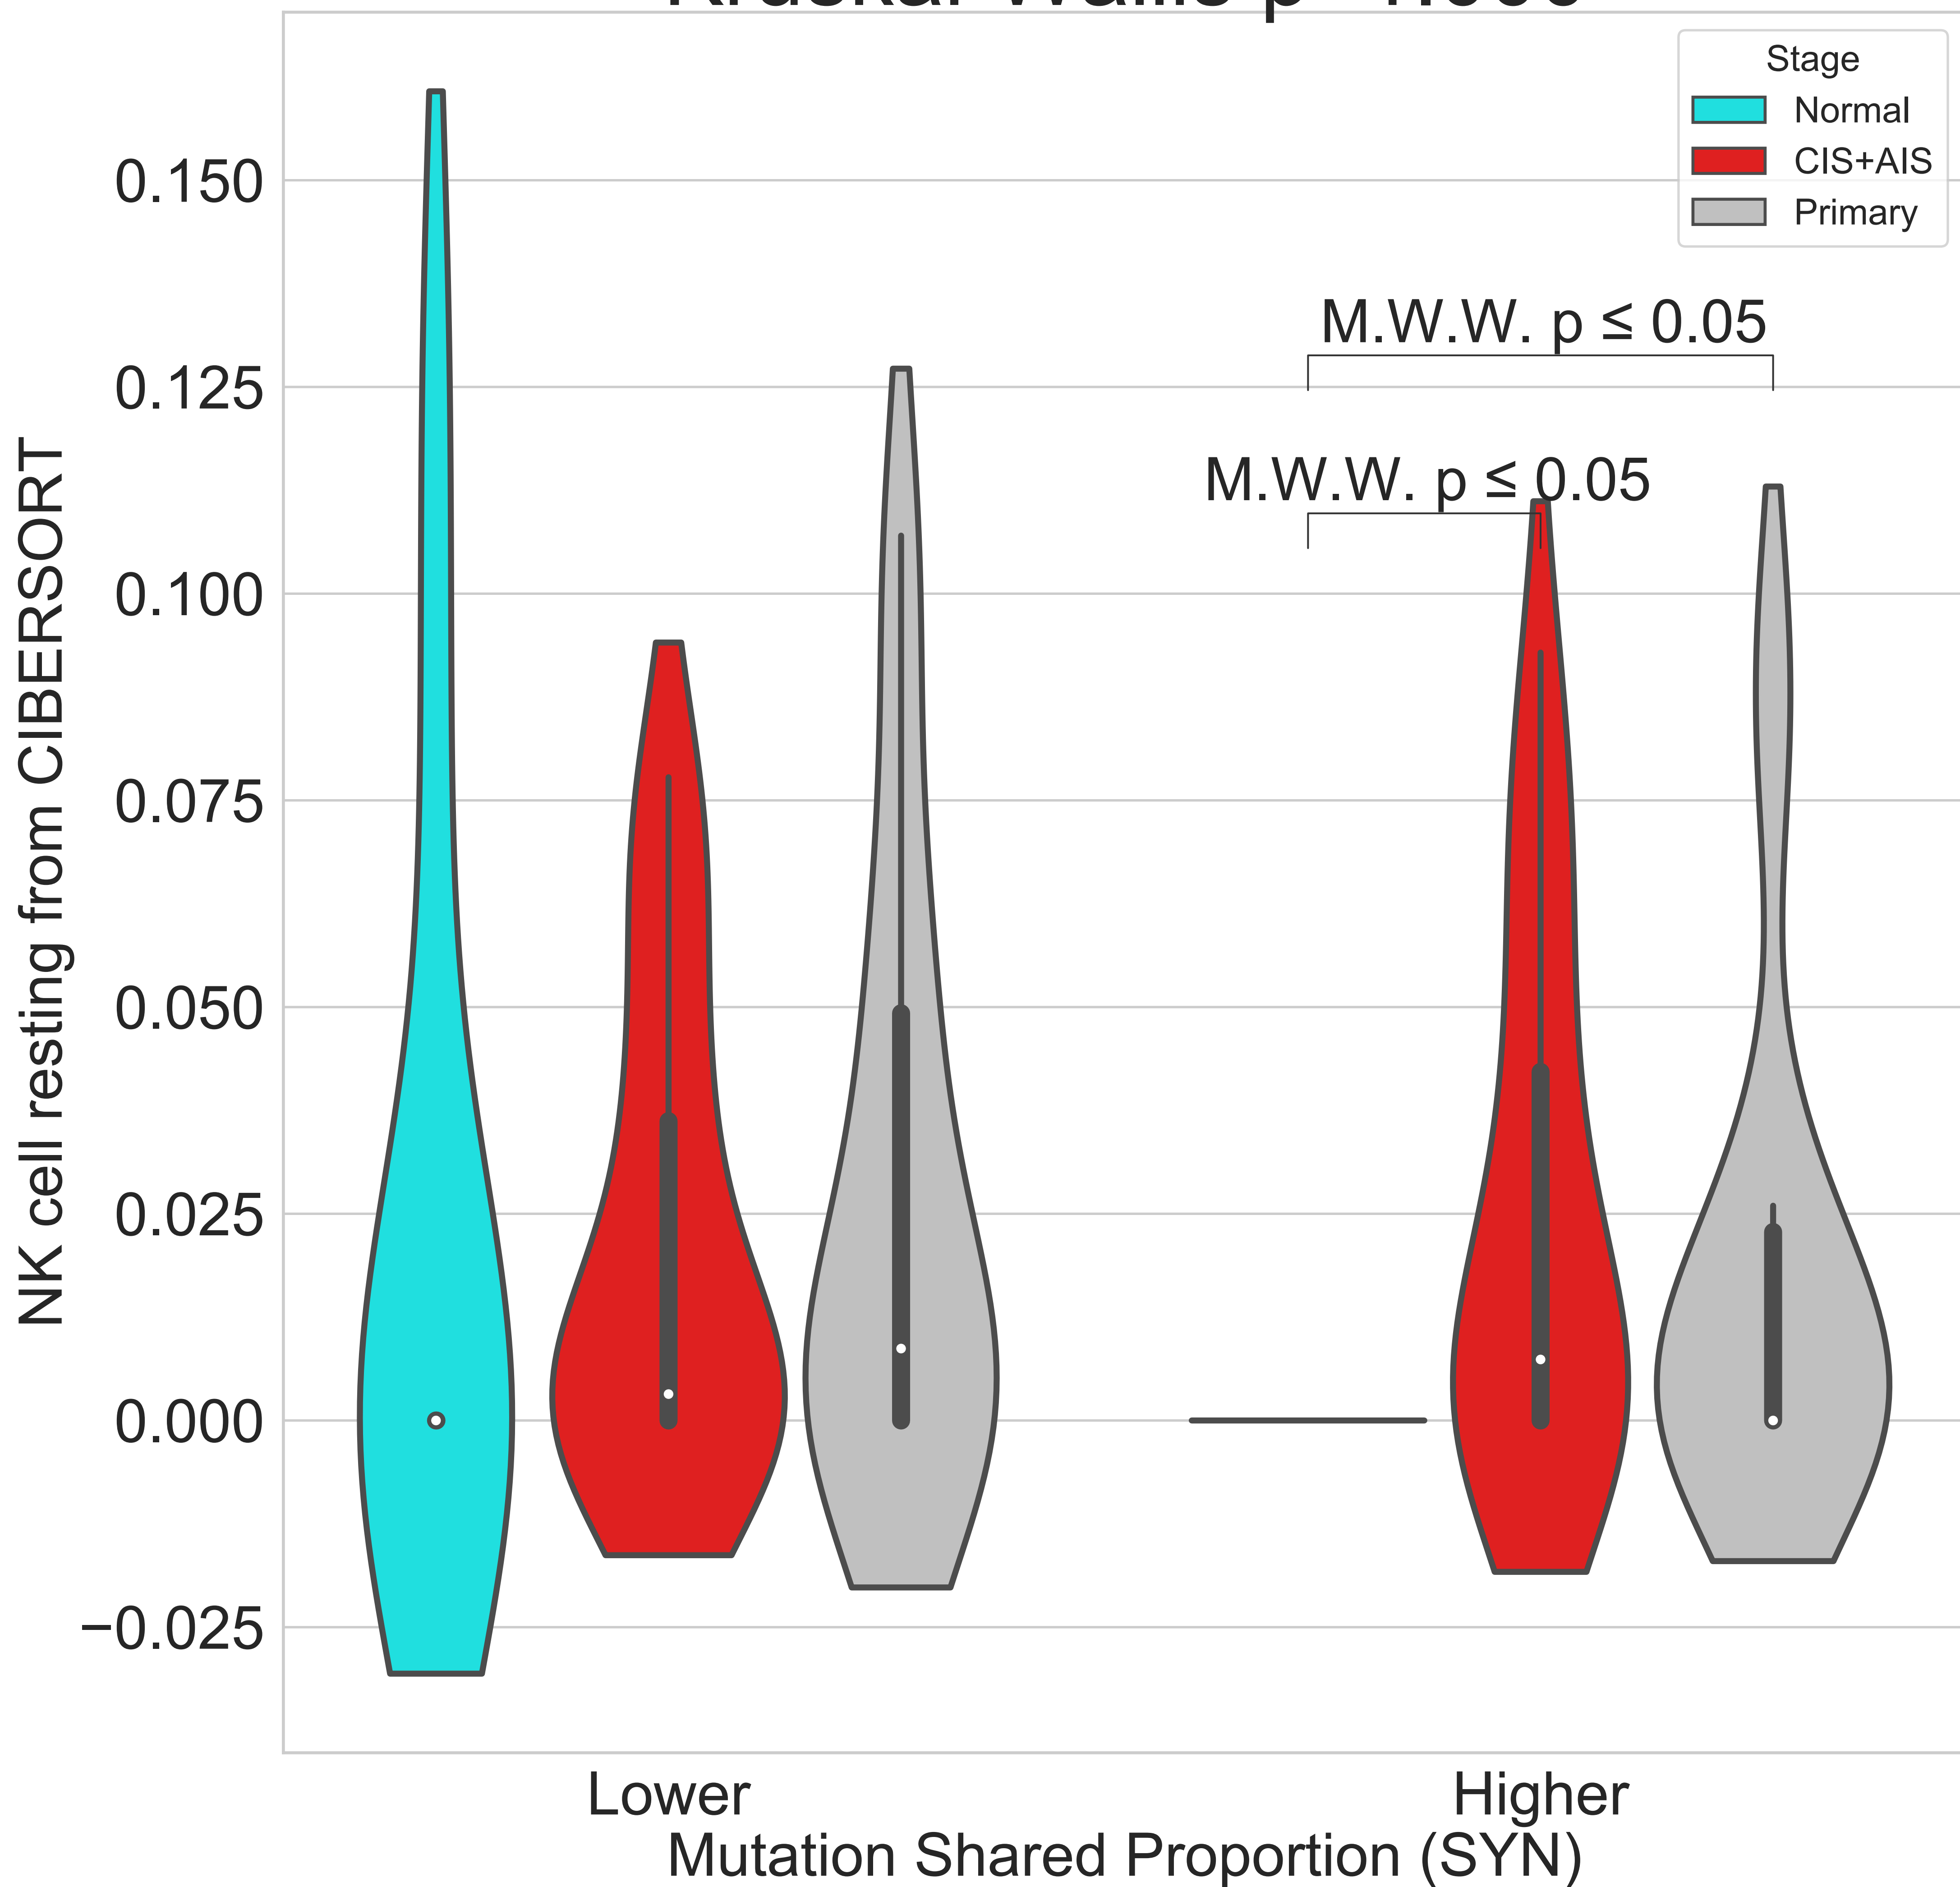 Stage
Normal
CIS+AIS
Primary
M.W.W. p ≤ 0.05
M.W.W. p ≤ 0.05
0.150
0.125
0.100
0.075
0.050
0.025
0.000
−0.025
NK cell resting from CIBERSORT
Lower
Higher
Mutation Shared Proportion (SYN)